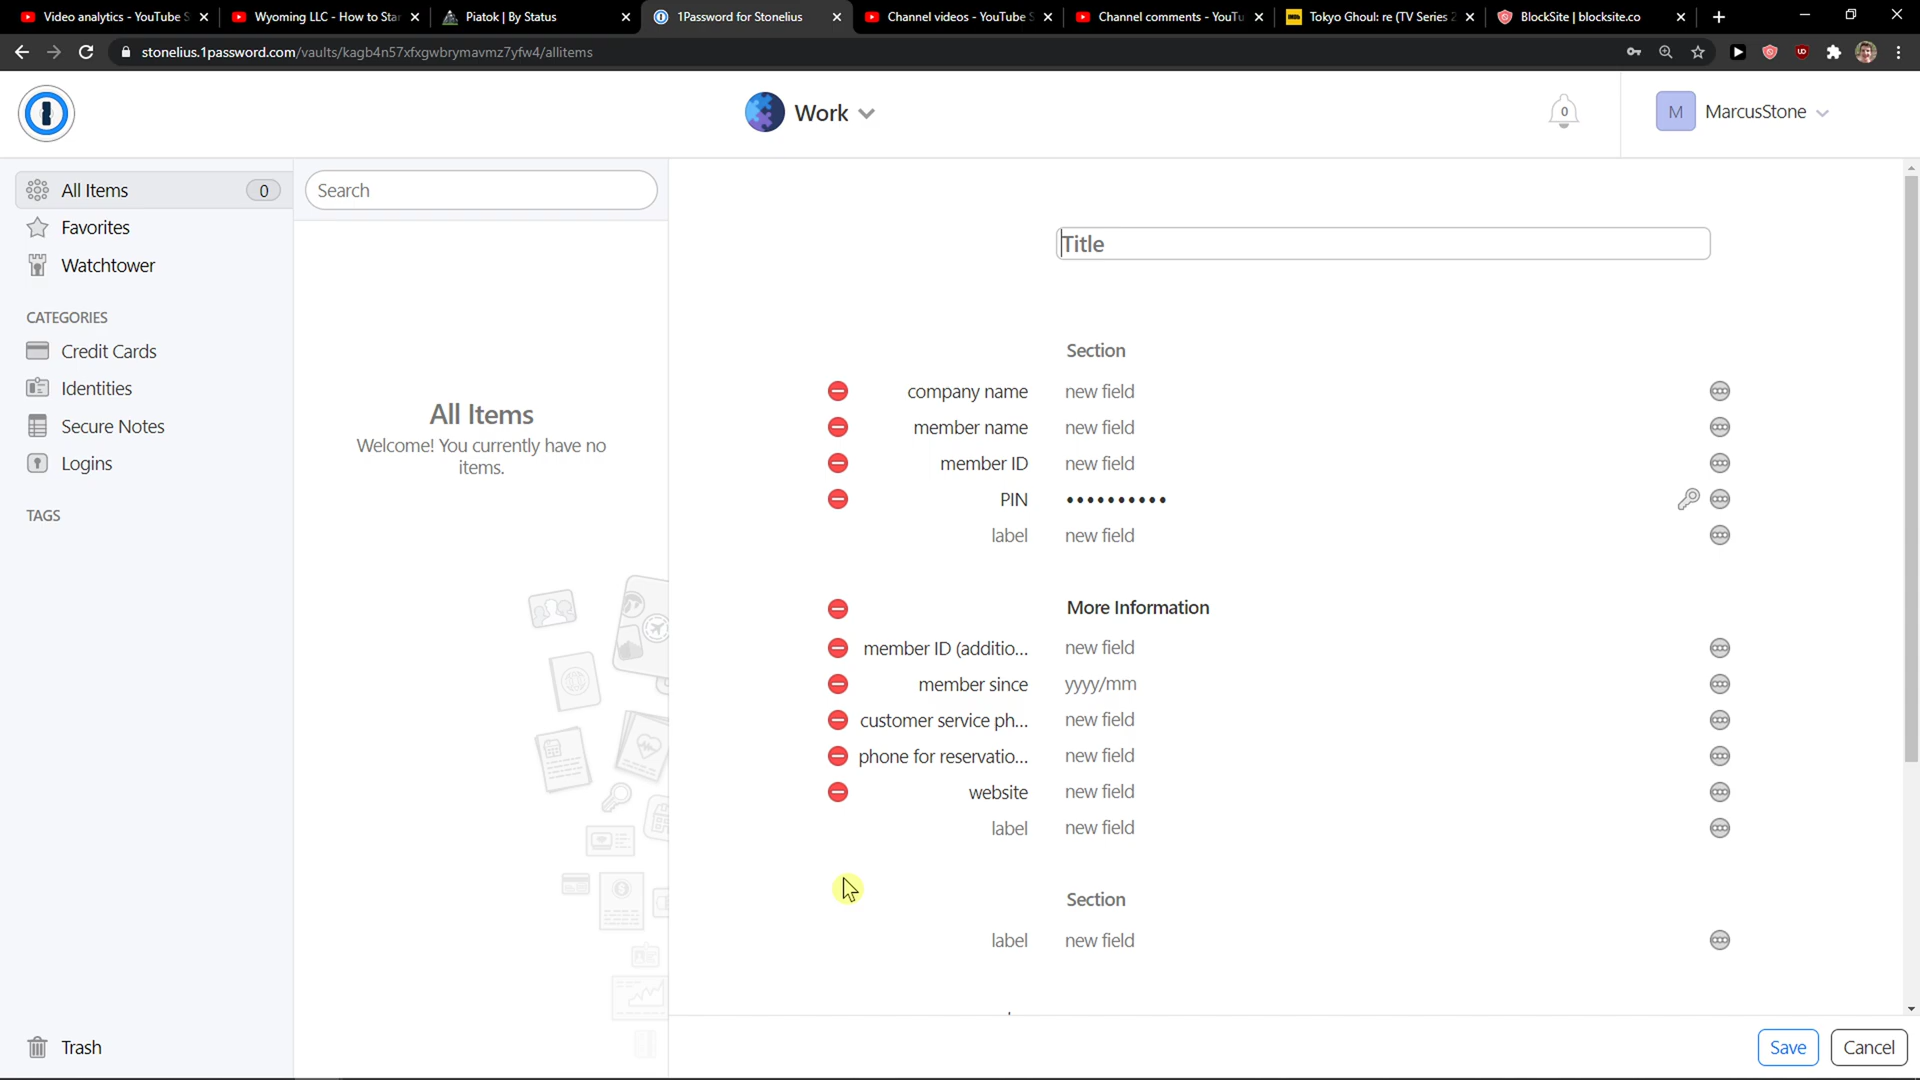 Video analytics - YouTube S
Wyoming LLC - How to Star
Piatok | By Status
1Password for Stonelius
Channel videos - YouTube S
Channel comments - YouTu
Tokyo Ghoul: re (TV Series 2
BlockSite | blocksite.co
stonelius.1password.com/vaults/kagb4n57xfxgwbrymavmz7yfw4/allitems
Work
0
M
MarcusStone
All Items
0
Favorites
Watchtower
CATEGORIES
Credit Cards
Identities
Secure Notes
Logins
TAGS
Trash
Search
All Items
Welcome! You currently have no
items.
Title
Section
company name new field
member name new field
member ID new field
PIN ••••••••••
label new field
More Information
member ID (additio... new field
member since yyyy/mm
customer service ph... new field
phone for reservatio... new field
website new field
label new field
Section
label new field
Save
Cancel